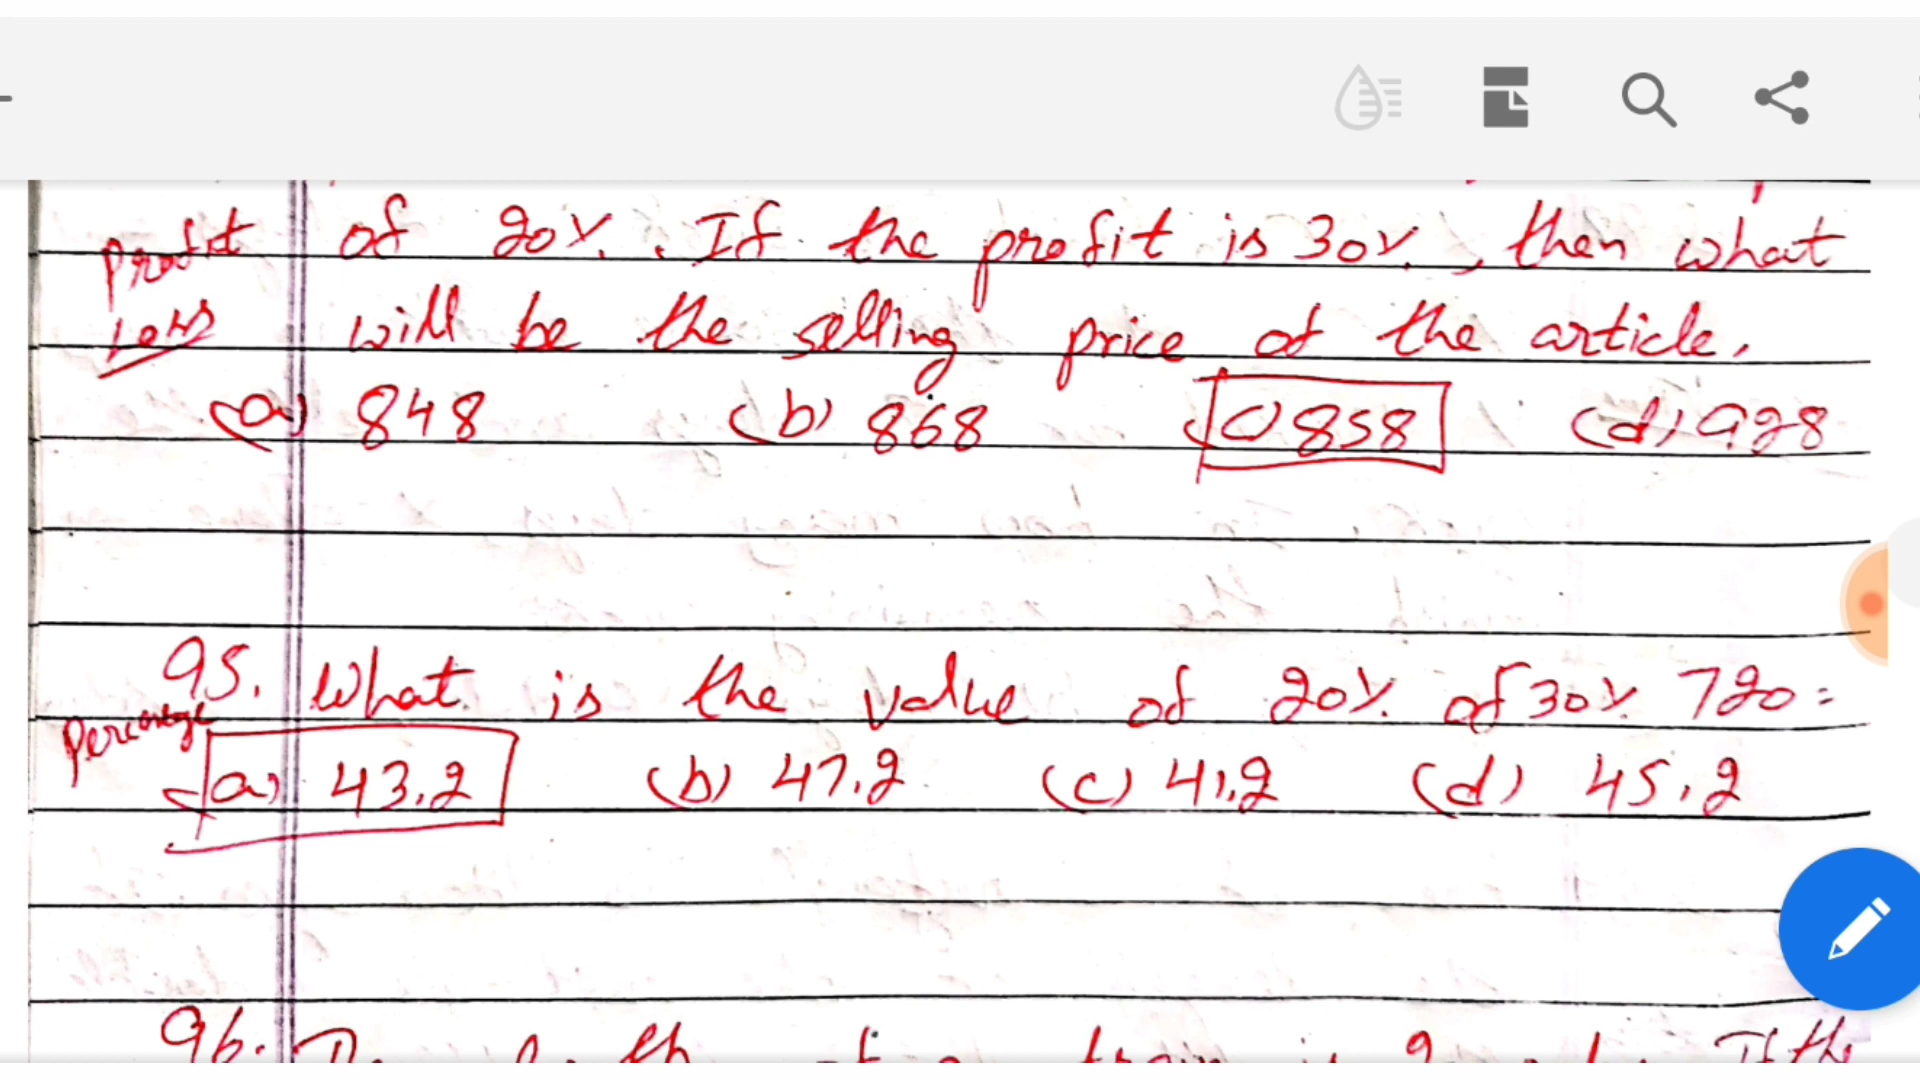 of 20%. If the profit is 30%, then what
Profit
Loss will be the selling price of the article.
(a) 848 (b) 868 (c) 858 (d) 928
95. What is the value of 20% of 30% 720 =
Percentage
(a) 43.2 (b) 47.2 (c) 41.2 (d) 45.2
96.